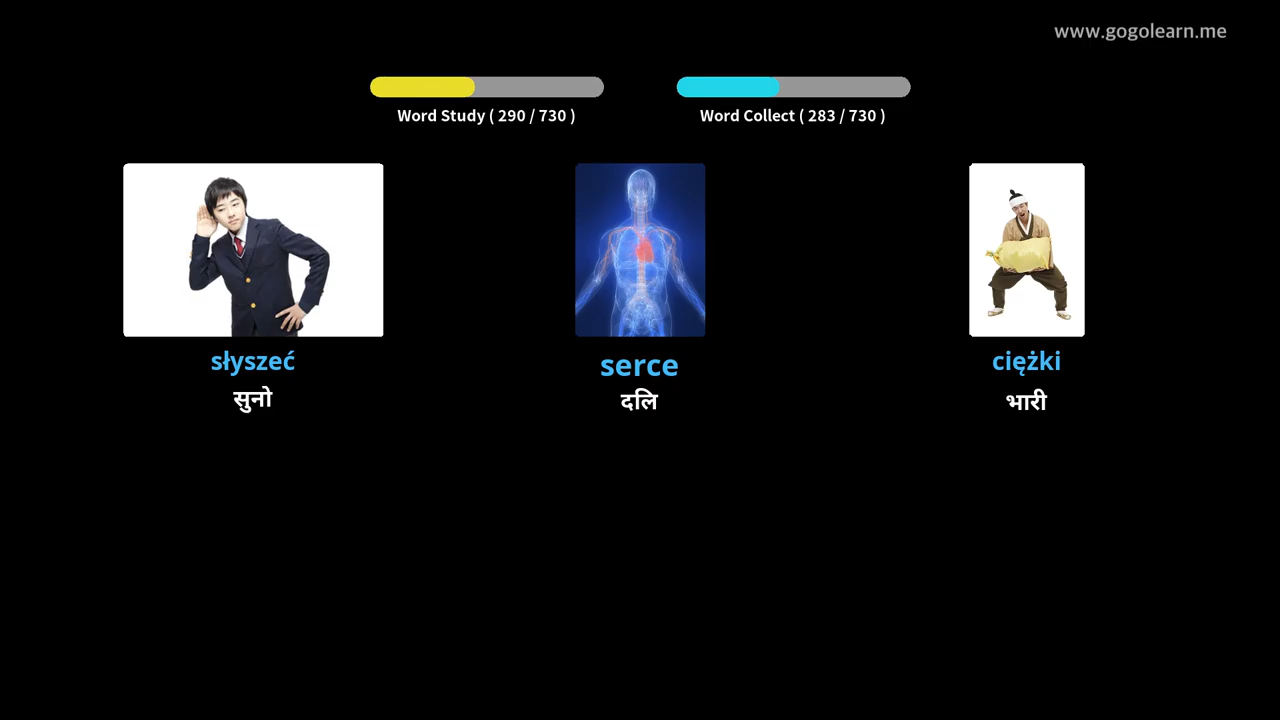 www.gogolearn.me
Word Study ( 290 / 730 )
Word Collect ( 283 / 730 )
słyszeć
serce
ciężki
सुनो
दलि
भारी